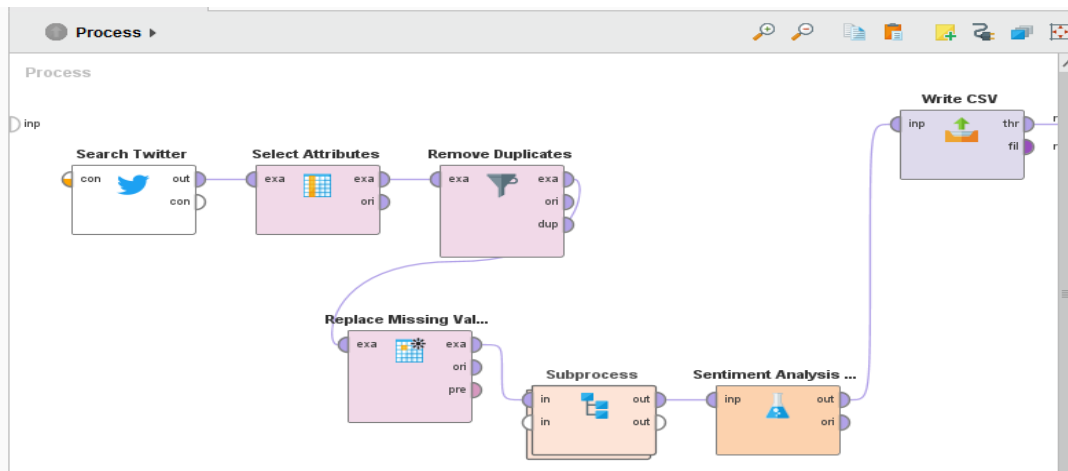 Process
Process
inp
Write CSV
inp
thr
fil
Search Twitter
con
out
con
Select Attributes
exa
exa
ori
Remove Duplicates
exa
exa
ori
dup
Replace Missing Val...
exa
exa
ori
pre
Subprocess
in
out
in
out
Sentiment Analysis ...
inp
out
ori